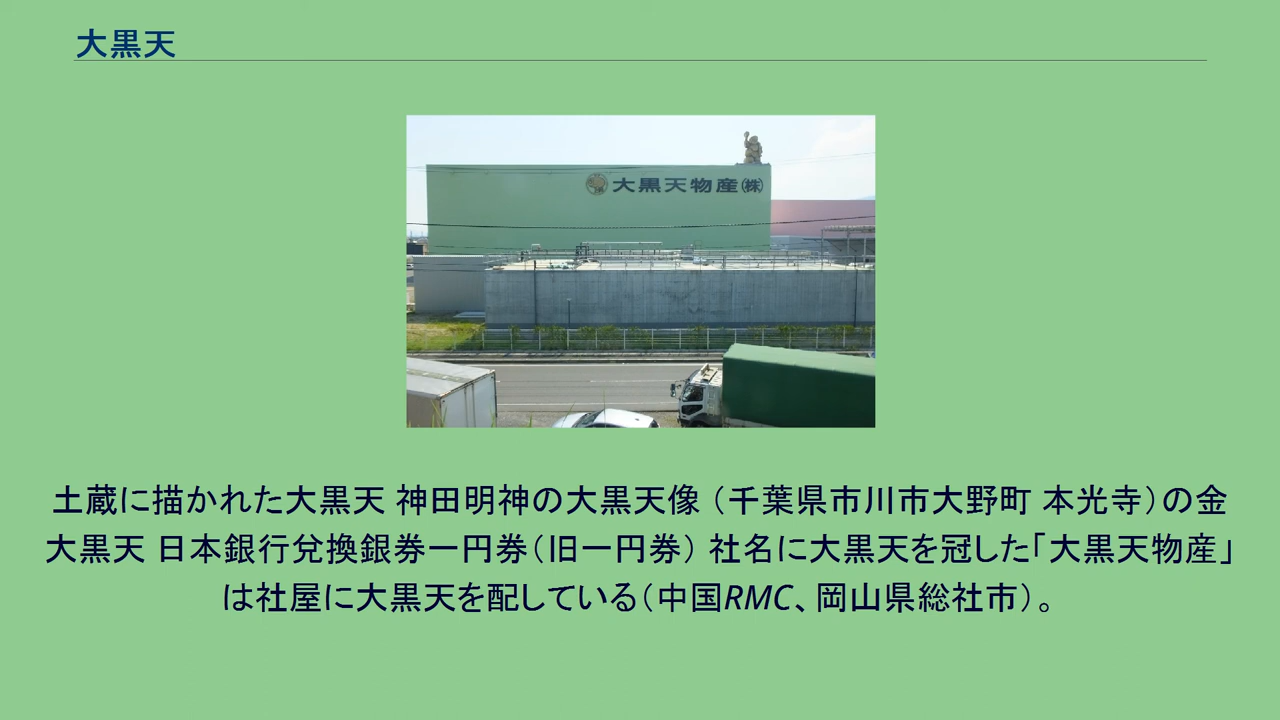 大黒天
大黒天物産㈱
土蔵に描かれた大黒天 神田明神の大黒天像（千葉県市川市大野町 本光寺）の金
大黒天 日本銀行兌換銀券一円券（旧一円券） 社名に大黒天を冠した「大黒天物産」
は社屋に大黒天を配している（中国RMC、岡山県総社市）。